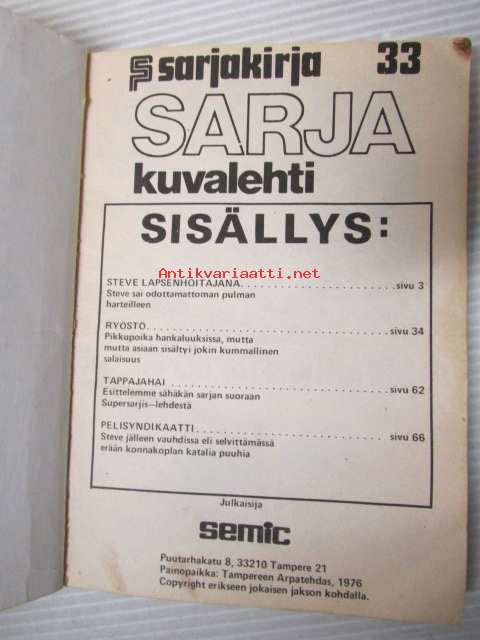 sarjakirja 33
SARJA
kuvalehti
SISÄLLYS:
Antikvariaatti.net
STEVE LAPSENHOITAJANA. . . . . . . . . . . . . . . . . sivu 3
Steve sai odottamattoman pulman
harteilleen
RYÖSTÖ. . . . . . . . . . . . . . . . . . . . . . . . . . . . . . sivu 34
Pikkupoika hankaluuksissa, mutta
mutta asiaan sisältyi jokin kummallinen
salaisuus
TAPPAJAHAI . . . . . . . . . . . . . . . . . . . . . . . . . . sivu 62
Esittelemme sähäkän sarjan suoraan
Supersarjis—lehdestä
PELISYNDIKAATTI . . . . . . . . . . . . . . . . . . . . . . sivu 66
Steve jälleen vauhdissa eli selvittämässä
erään konnakoplan katalia puuhia
Julkaisija
semic
Puutarhakatu 8, 33210 Tampere 21
Painopaikka: Tampereen Arpatehdas, 1976
Copyright erikseen jokaisen jakson kohdalla.